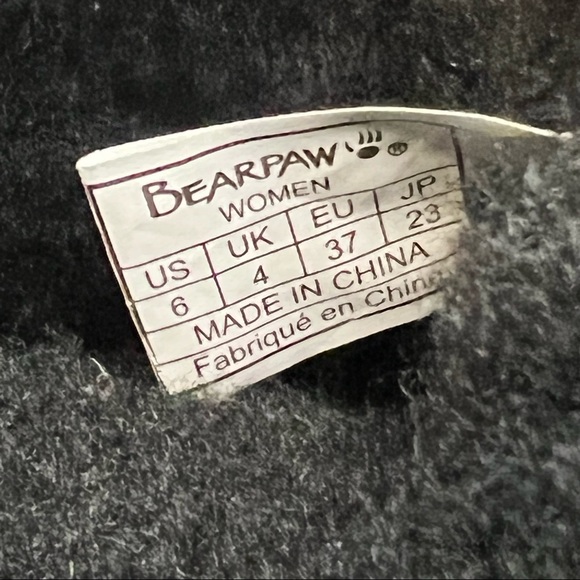 BEARPAW ®
WOMEN
US UK EU JP
6 4 37 23
MADE IN CHINA
Fabriqué en Chine